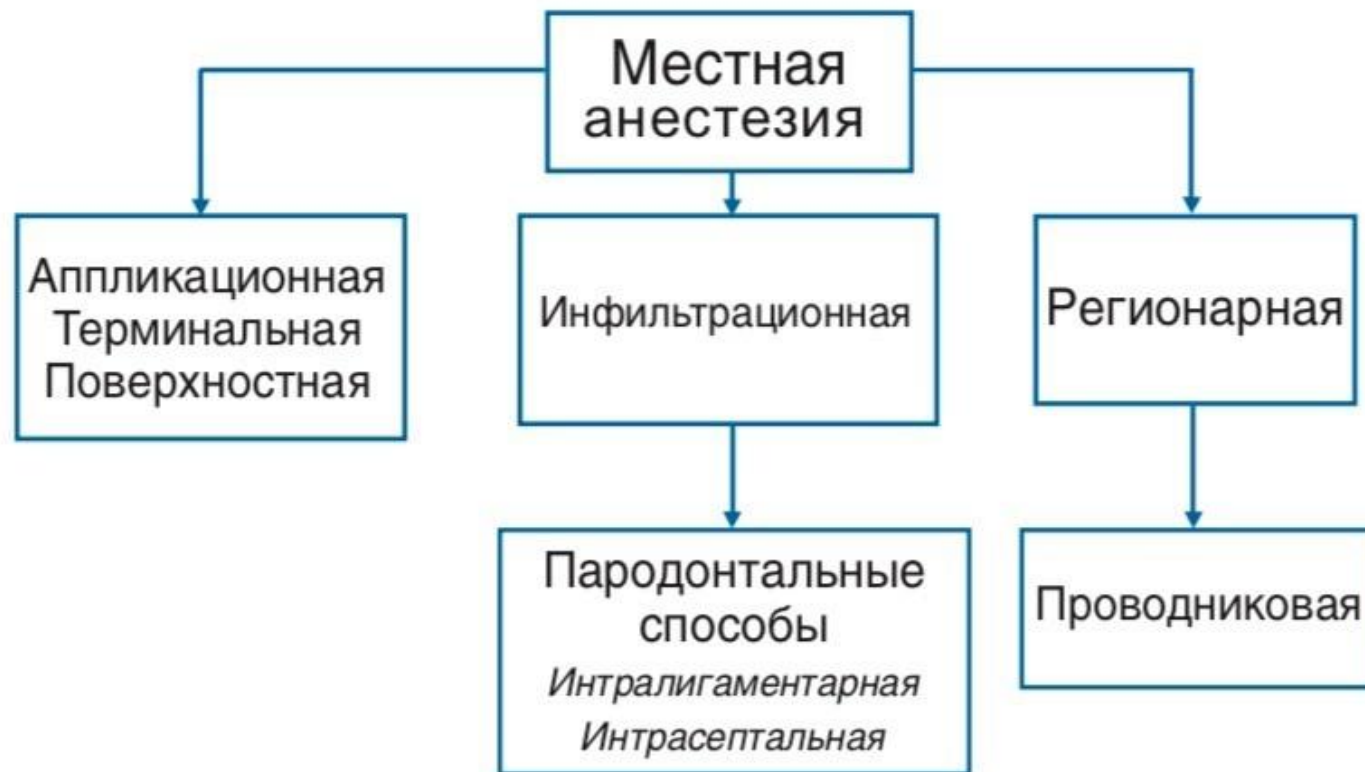 Местная
анестезия
Аппликационная
Терминальная
Поверхностная
Инфильтрационная
Регионарная
Пародонтальные
способы
Интралигаментарная
Интрасептальная
Проводниковая